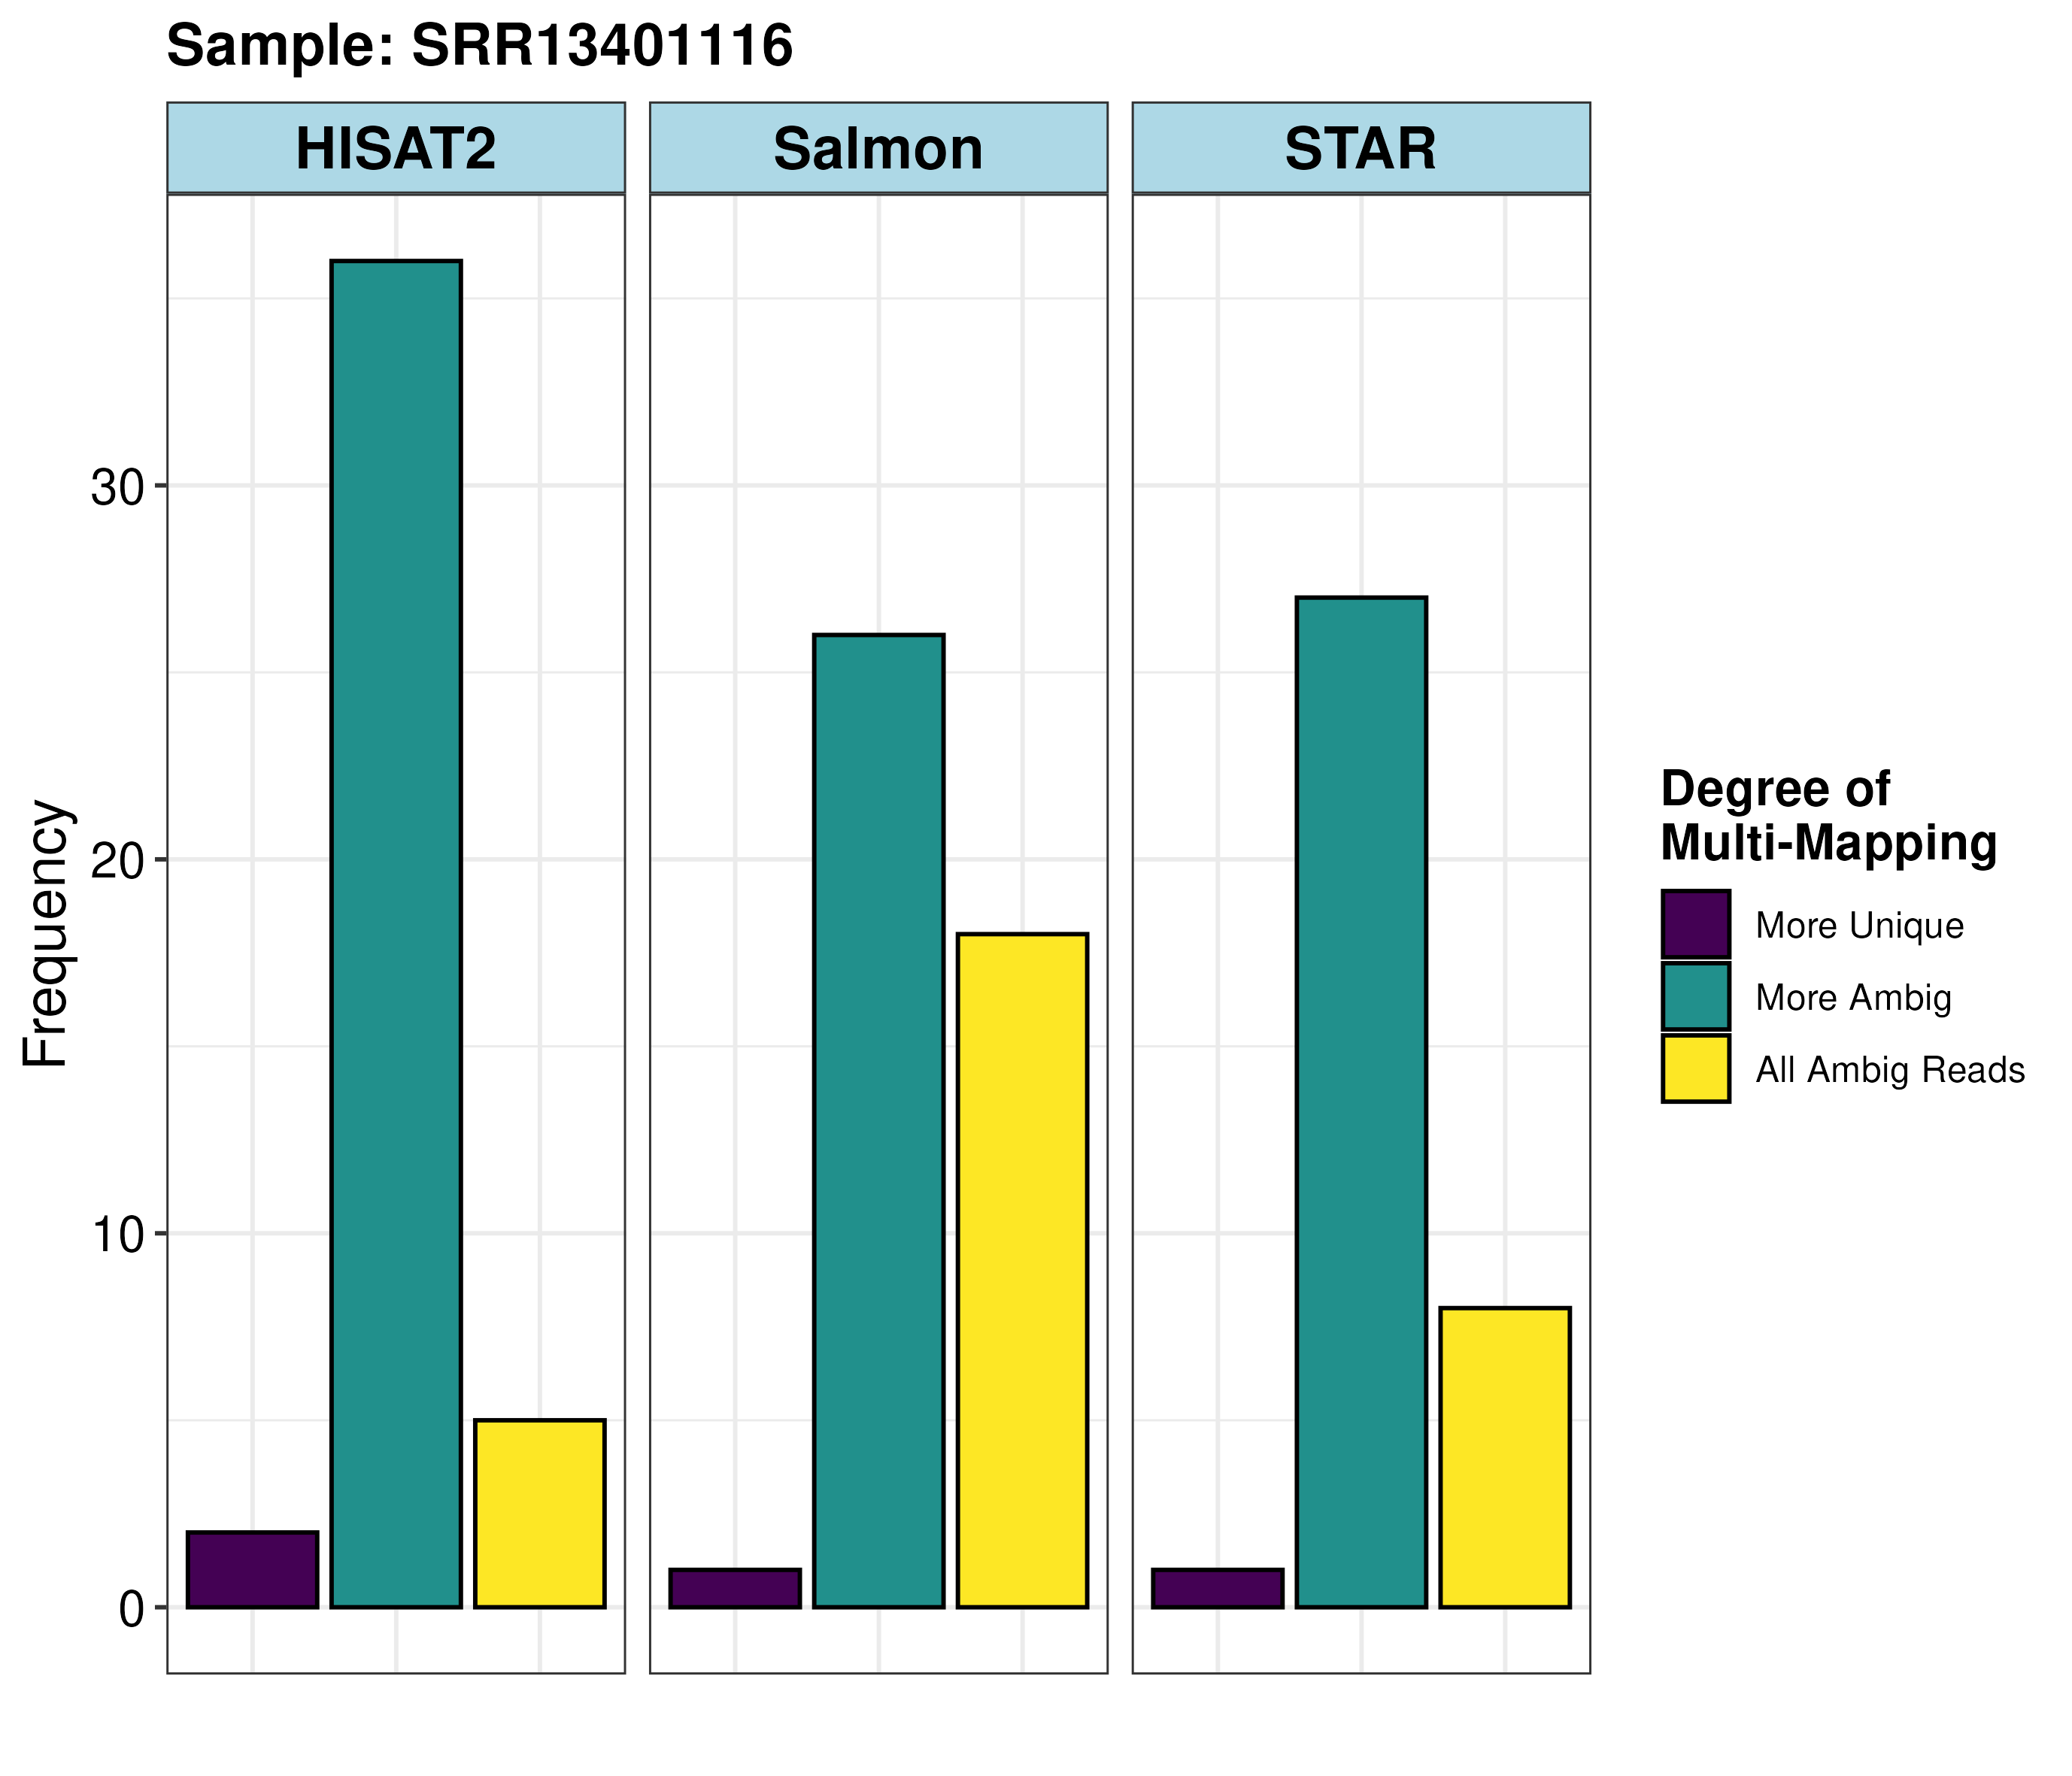 Sample: SRR13401116
HISAT2
Salmon
STAR
Frequency
30
20
10
0
Degree of
Multi-Mapping
More Unique
More Ambig
All Ambig Reads